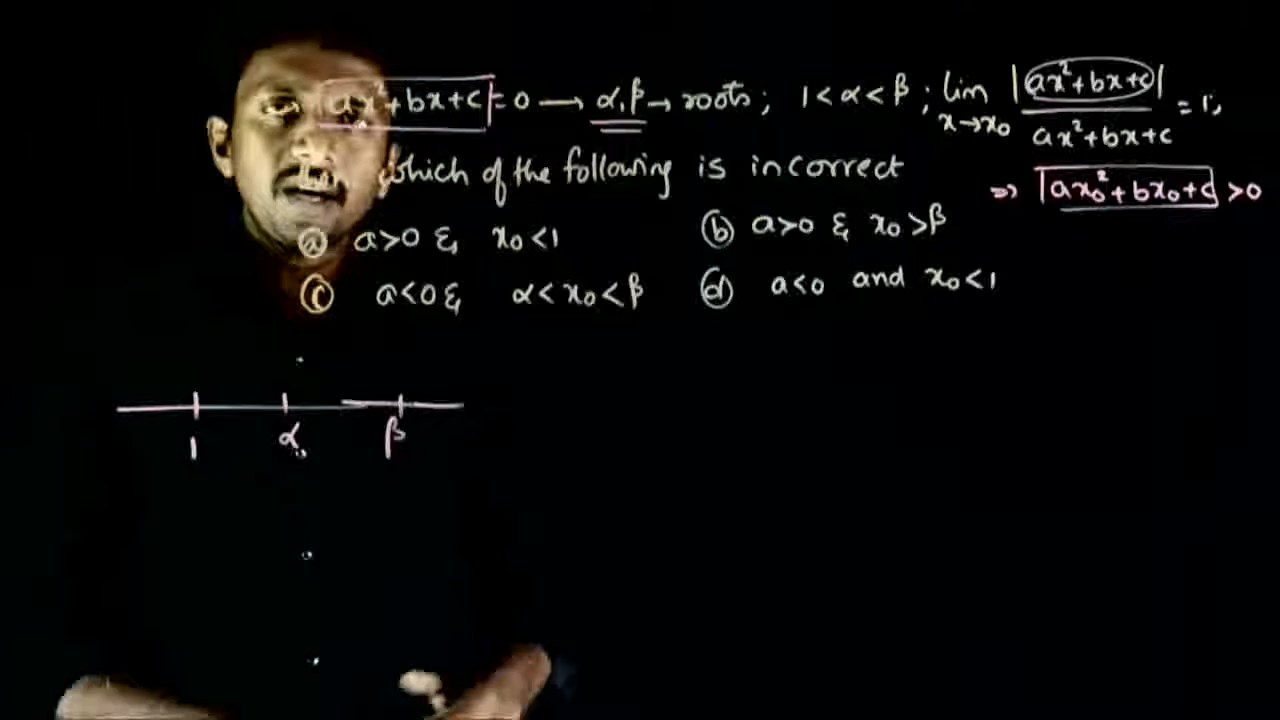 ax²+bx+c = 0 → α, β → roots ; 1 < α < β ; lim x→x₀ |ax²+bx+c| / ax²+bx+c = 1,
which of the following is incorrect
⇒ ax₀²+bx₀+c > 0
ⓐ a>0 & x₀<1 ⓑ a>0 & x₀>β
ⓒ a<0 & α<x₀<β ⓓ a<0 and x₀<1
1 α β